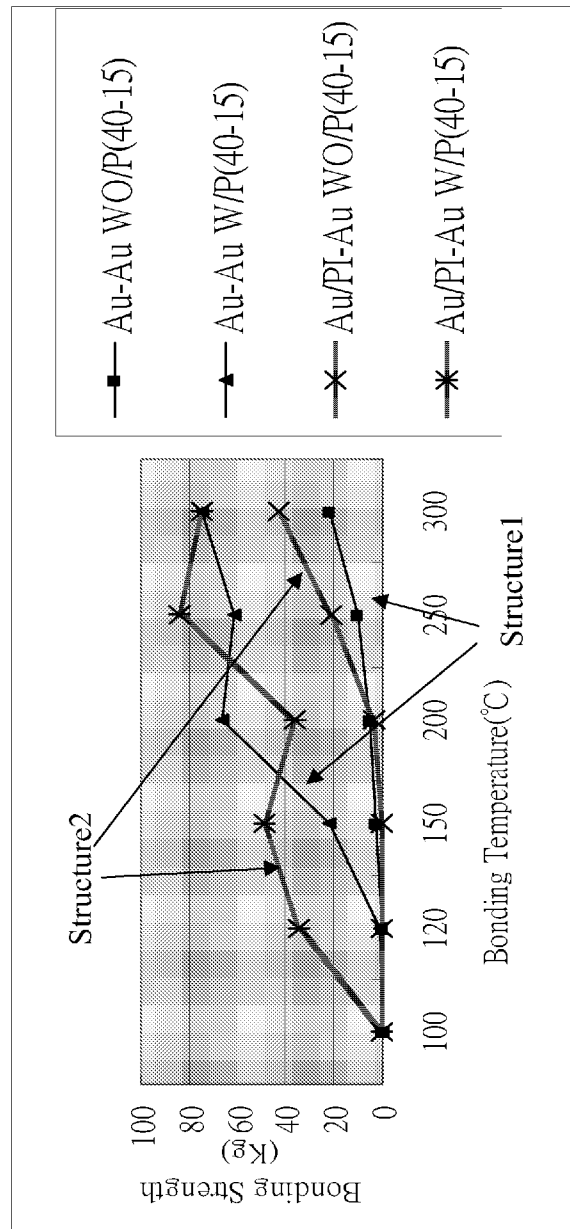 Bonding Strength
(Kg)
100
80
60
40
20
0
100
120
150
200
250
300
Bonding Temperature(℃)
Structure2
Structure1
Au-Au WO/P(40-15)
Au-Au W/P(40-15)
Au/PI-Au WO/P(40-15)
Au/PI-Au W/P(40-15)